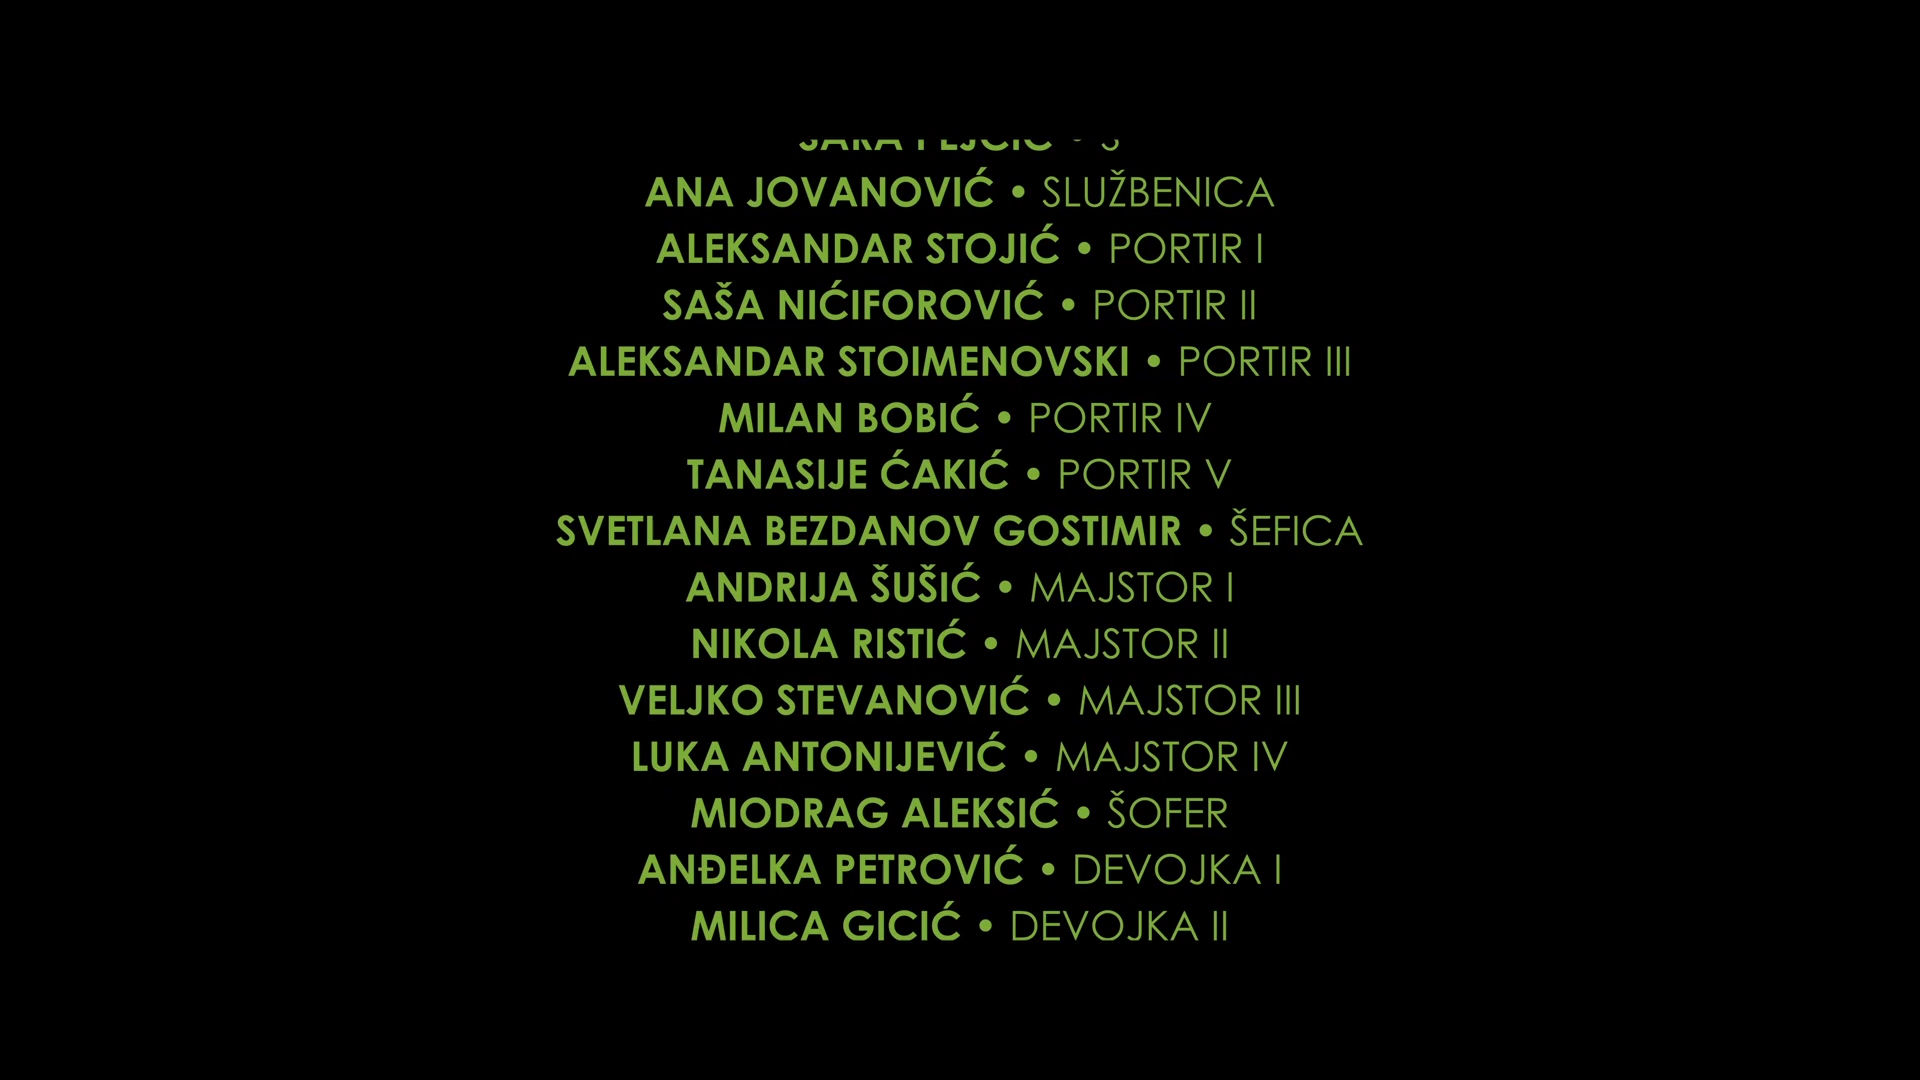 ANA JOVANOVIĆ • SLUŽBENICA
ALEKSANDAR STOJIĆ • PORTIR I
SAŠA NIĆIFOROVIĆ • PORTIR II
ALEKSANDAR STOIMENOVSKI • PORTIR III
MILAN BOBIĆ • PORTIR IV
TANASIJE ĆAKIĆ • PORTIR V
SVETLANA BEZDANOV GOSTIMIR • ŠEFICA
ANDRIJA ŠUŠIĆ • MAJSTOR I
NIKOLA RISTIĆ • MAJSTOR II
VELJKO STEVANOVIĆ • MAJSTOR III
LUKA ANTONIJEVIĆ • MAJSTOR IV
MIODRAG ALEKSIĆ • ŠOFER
ANĐELKA PETROVIĆ • DEVOJKA I
MILICA GICIĆ • DEVOJKA II